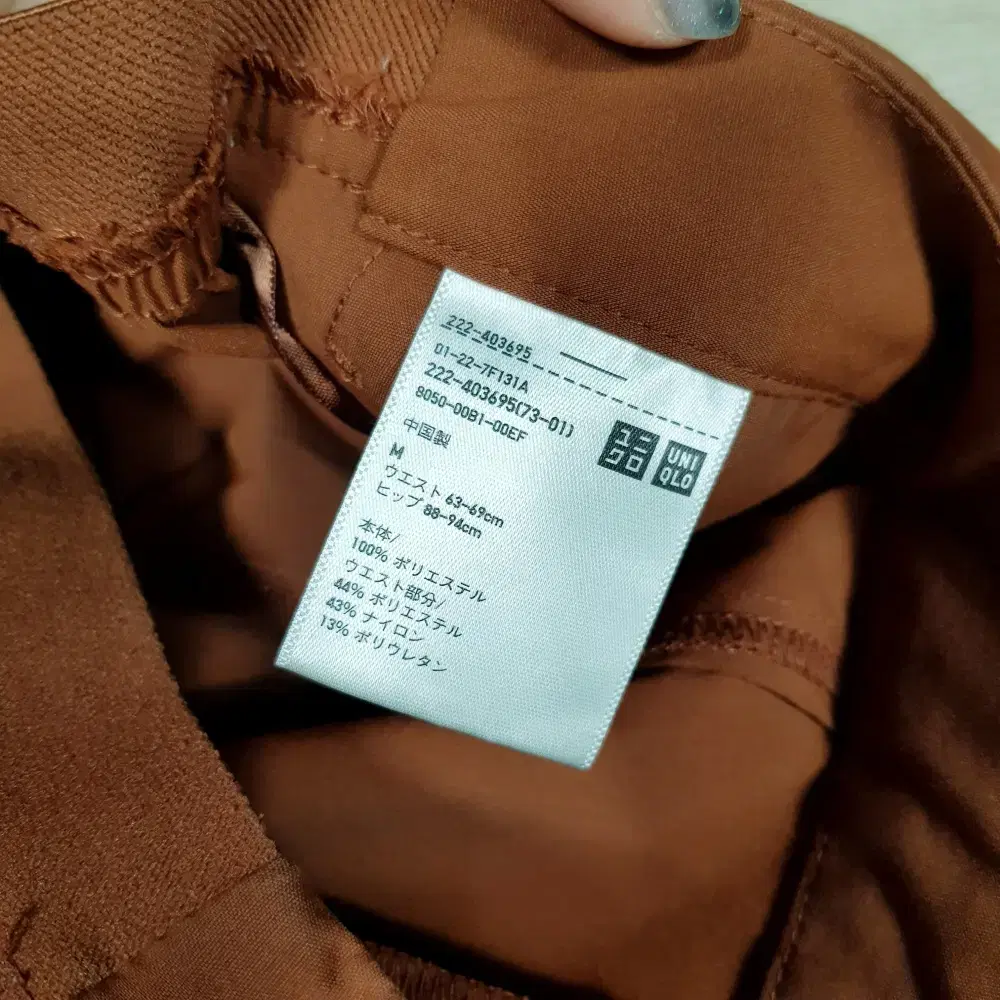 222-403695
01-22-7F131A
222-403695(73-01)
8050-00B1-00EF
中国製
M
ウエスト 63-69cm
ヒップ 88-94cm
本体/
100% ポリエステル
ウエスト部分/
44% ポリエステル
43% ナイロン
13% ポリウレタン
ユニ
クロ
UNI
QLO